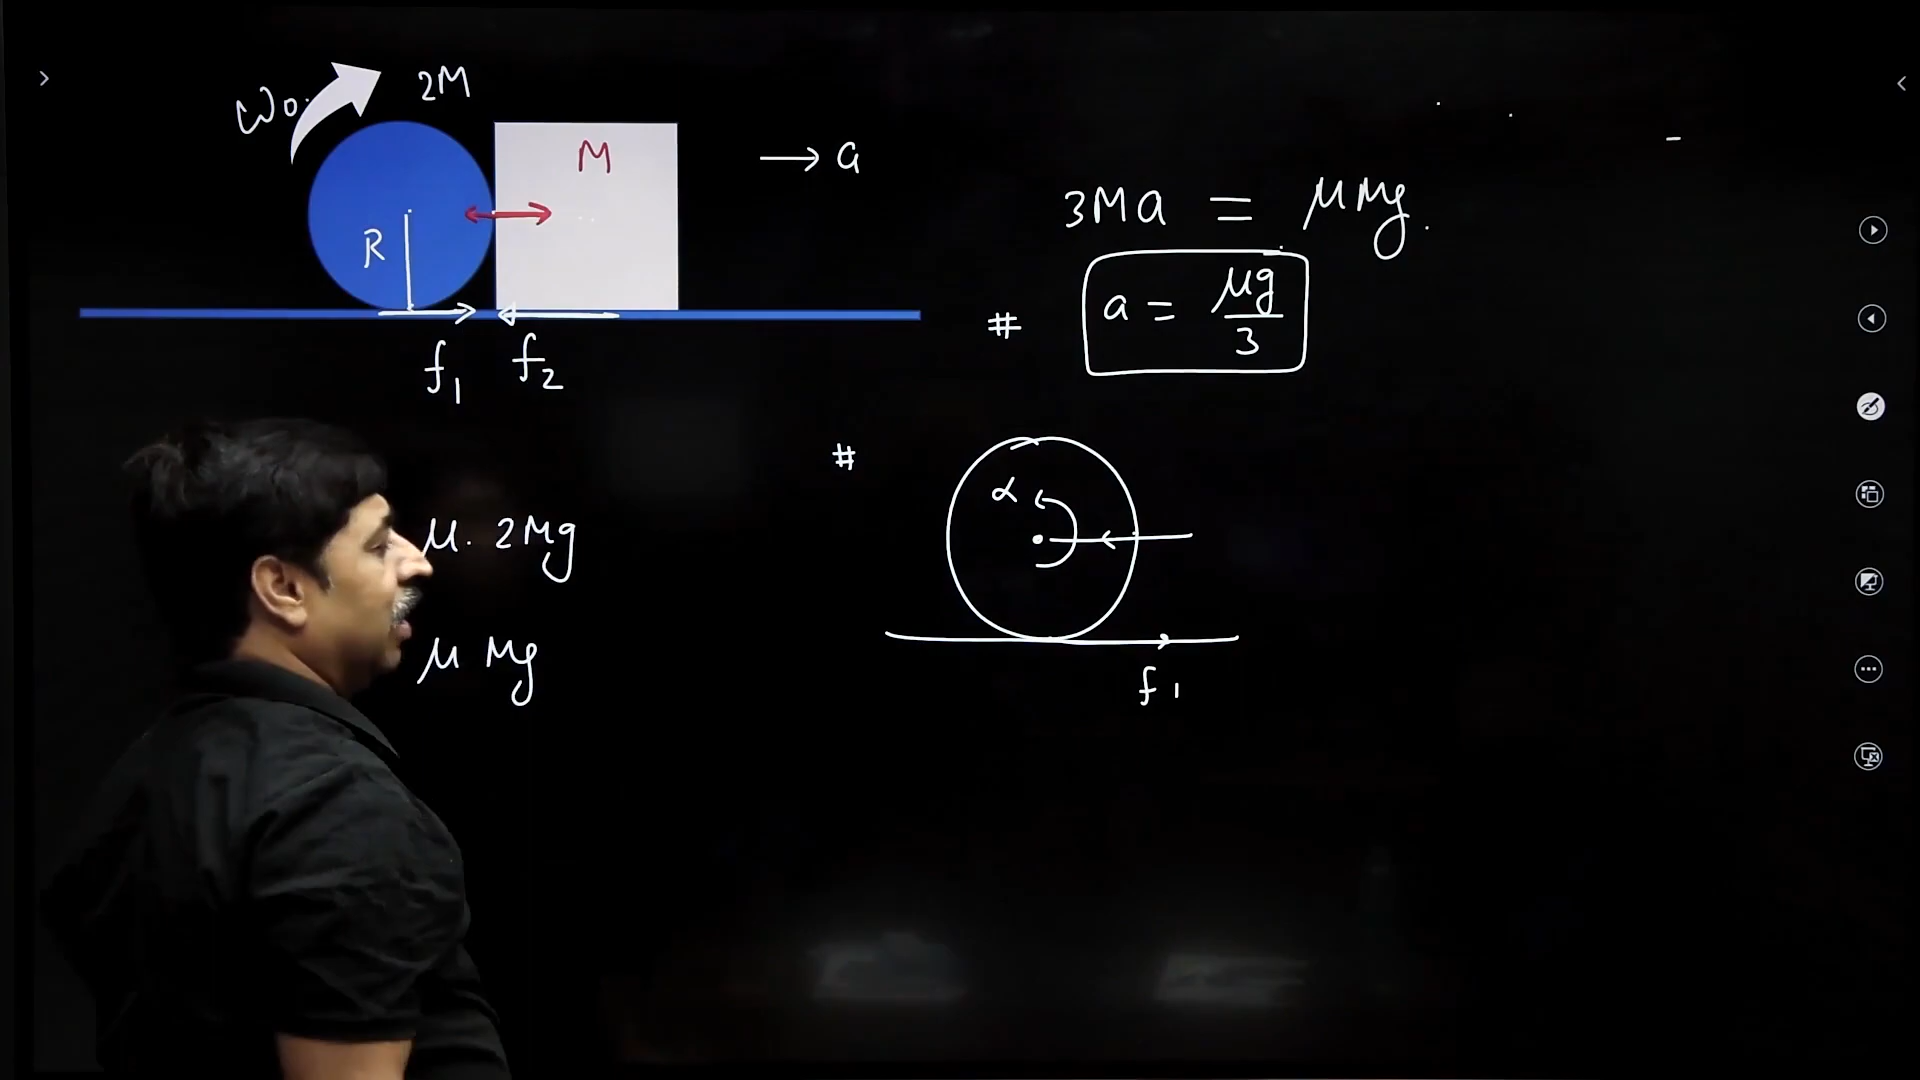 ω0
2M
M
→ a
R
f1
f2
3Ma = μMg
# a = μg/3
#
α
μ. 2Mg
μ Mg
f1